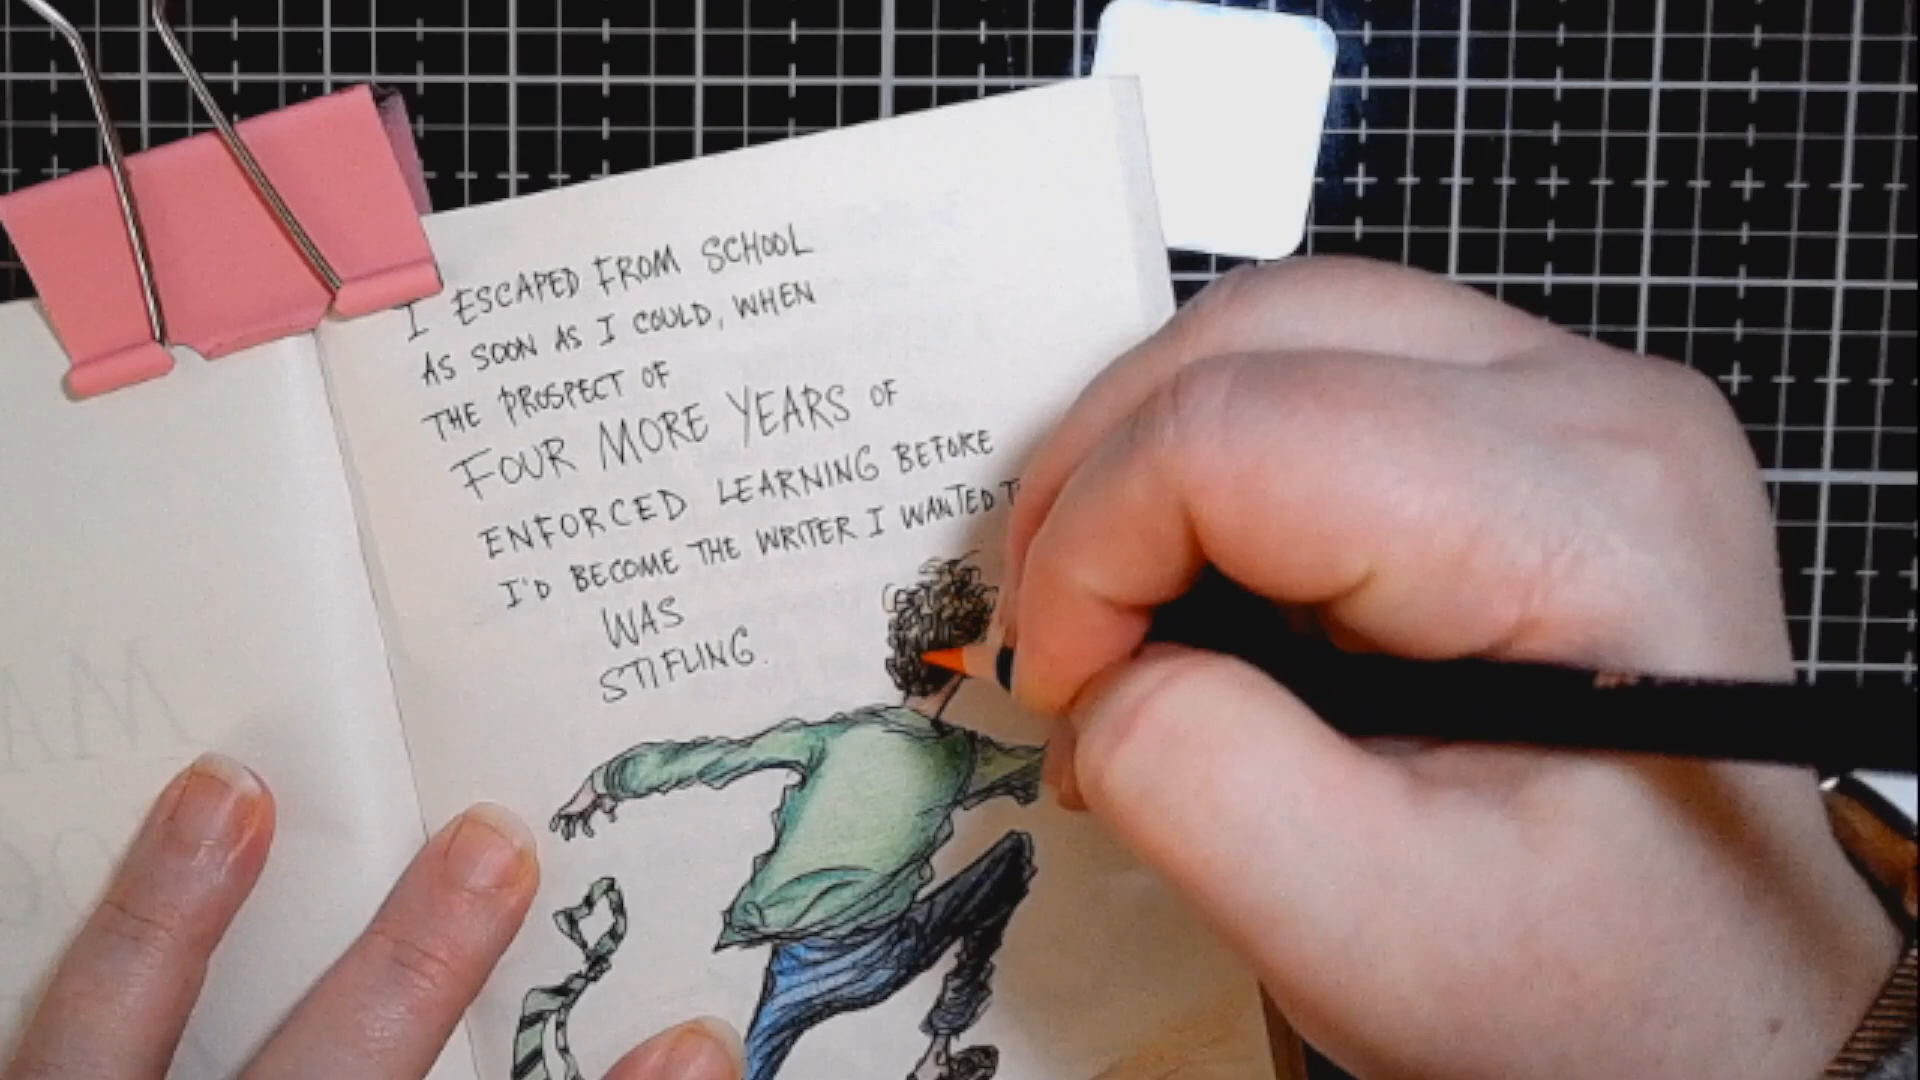 I ESCAPED FROM SCHOOL
AS SOON AS I COULD, WHEN
THE PROSPECT OF
FOUR MORE YEARS OF
ENFORCED LEARNING BEFORE
I'D BECOME THE WRITER I WANTED
WAS
STIFLING.